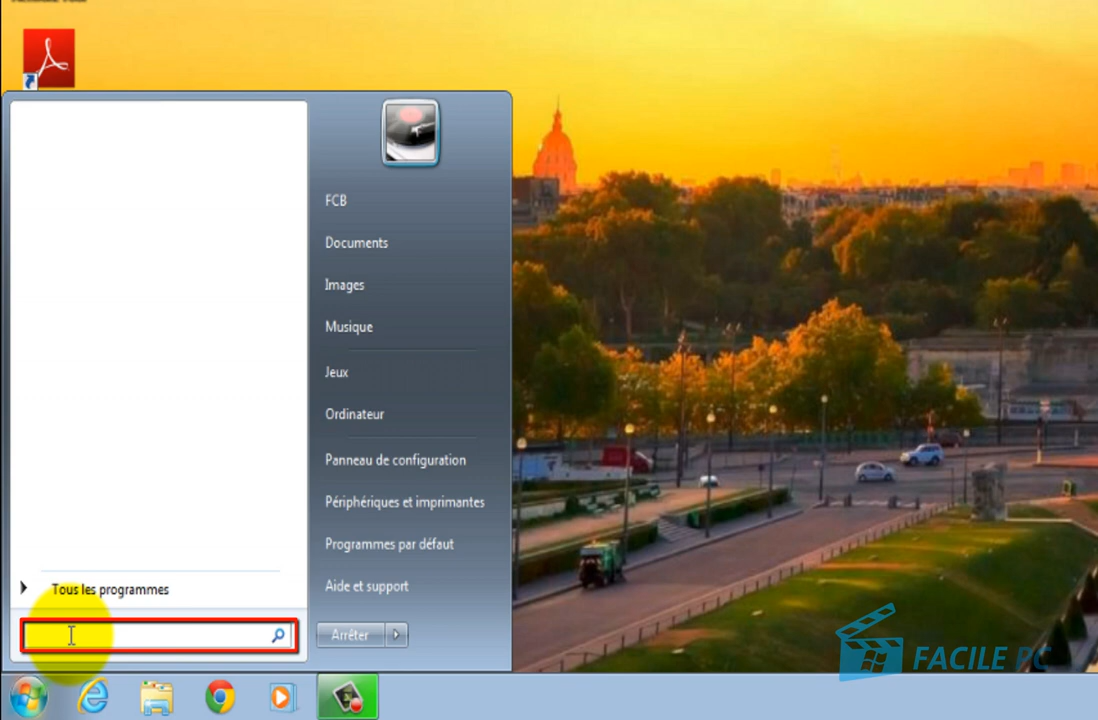 FCB
Documents
Images
Musique
Jeux
Ordinateur
Panneau de configuration
Périphériques et imprimantes
Programmes par défaut
Aide et support
Tous les programmes
Arrêter
FACILE PC